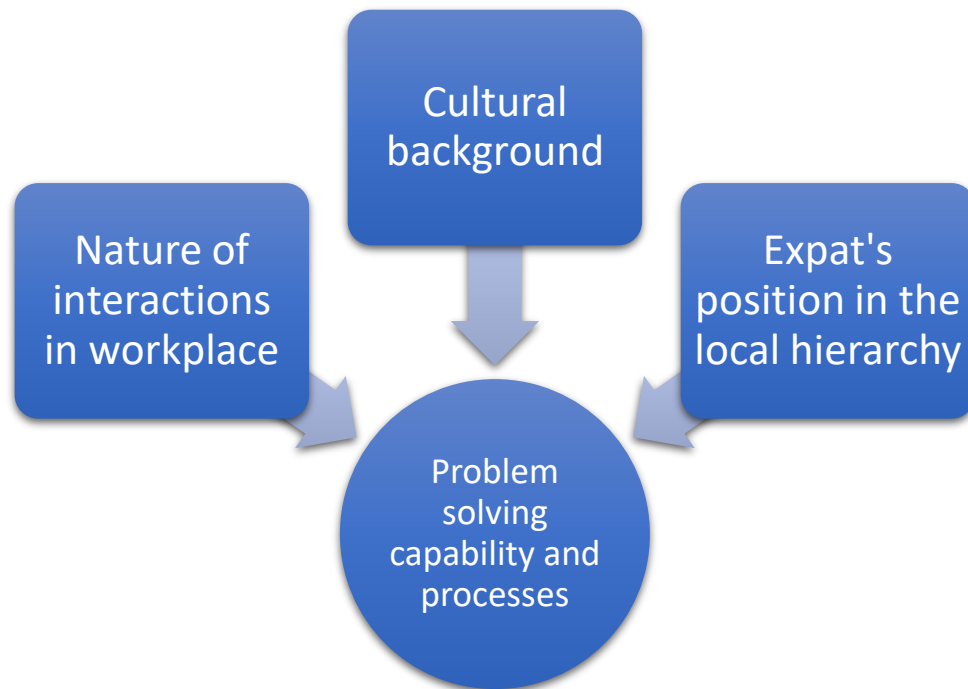 Cultural
background
Nature of
interactions
in workplace
Expat's
position in the
local hierarchy
Problem
solving
capability and
processes